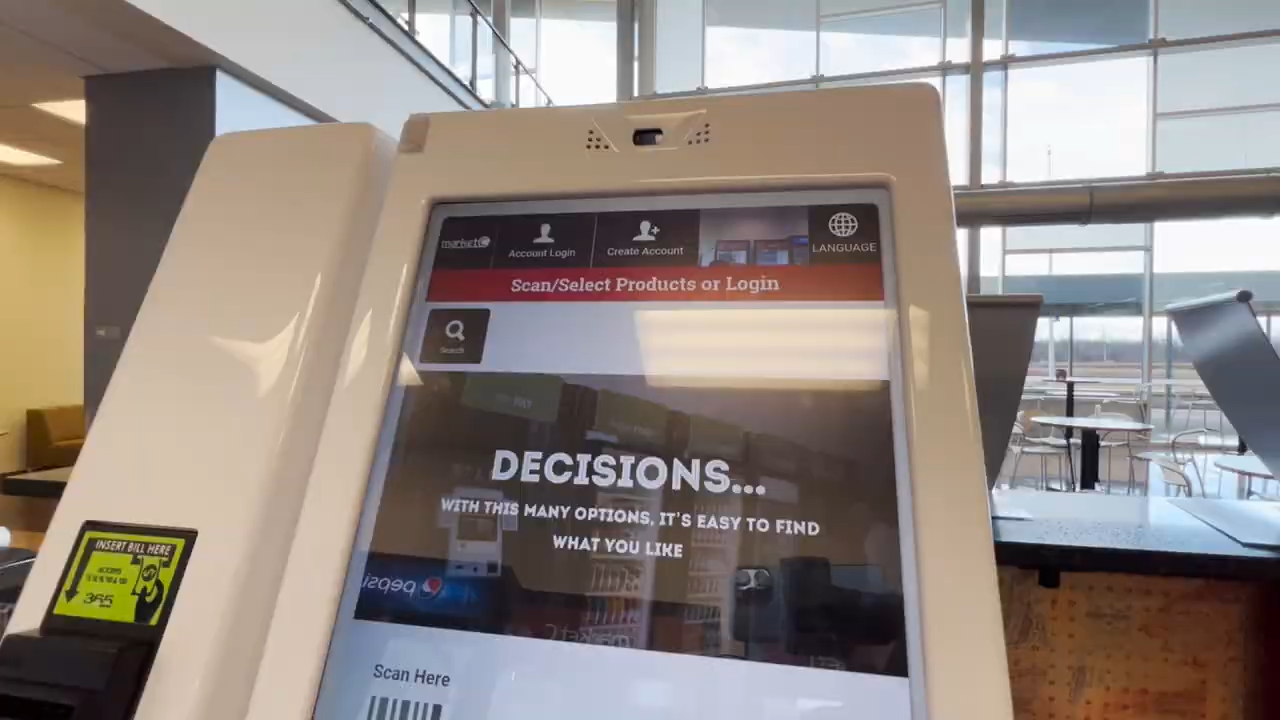 marketC
Account Login
Create Account
LANGUAGE
Scan/Select Products or Login
Search
DECISIONS...
WITH THIS MANY OPTIONS, IT'S EASY TO FIND
WHAT YOU LIKE
pepsi
INSERT BILL HERE
365
Scan Here